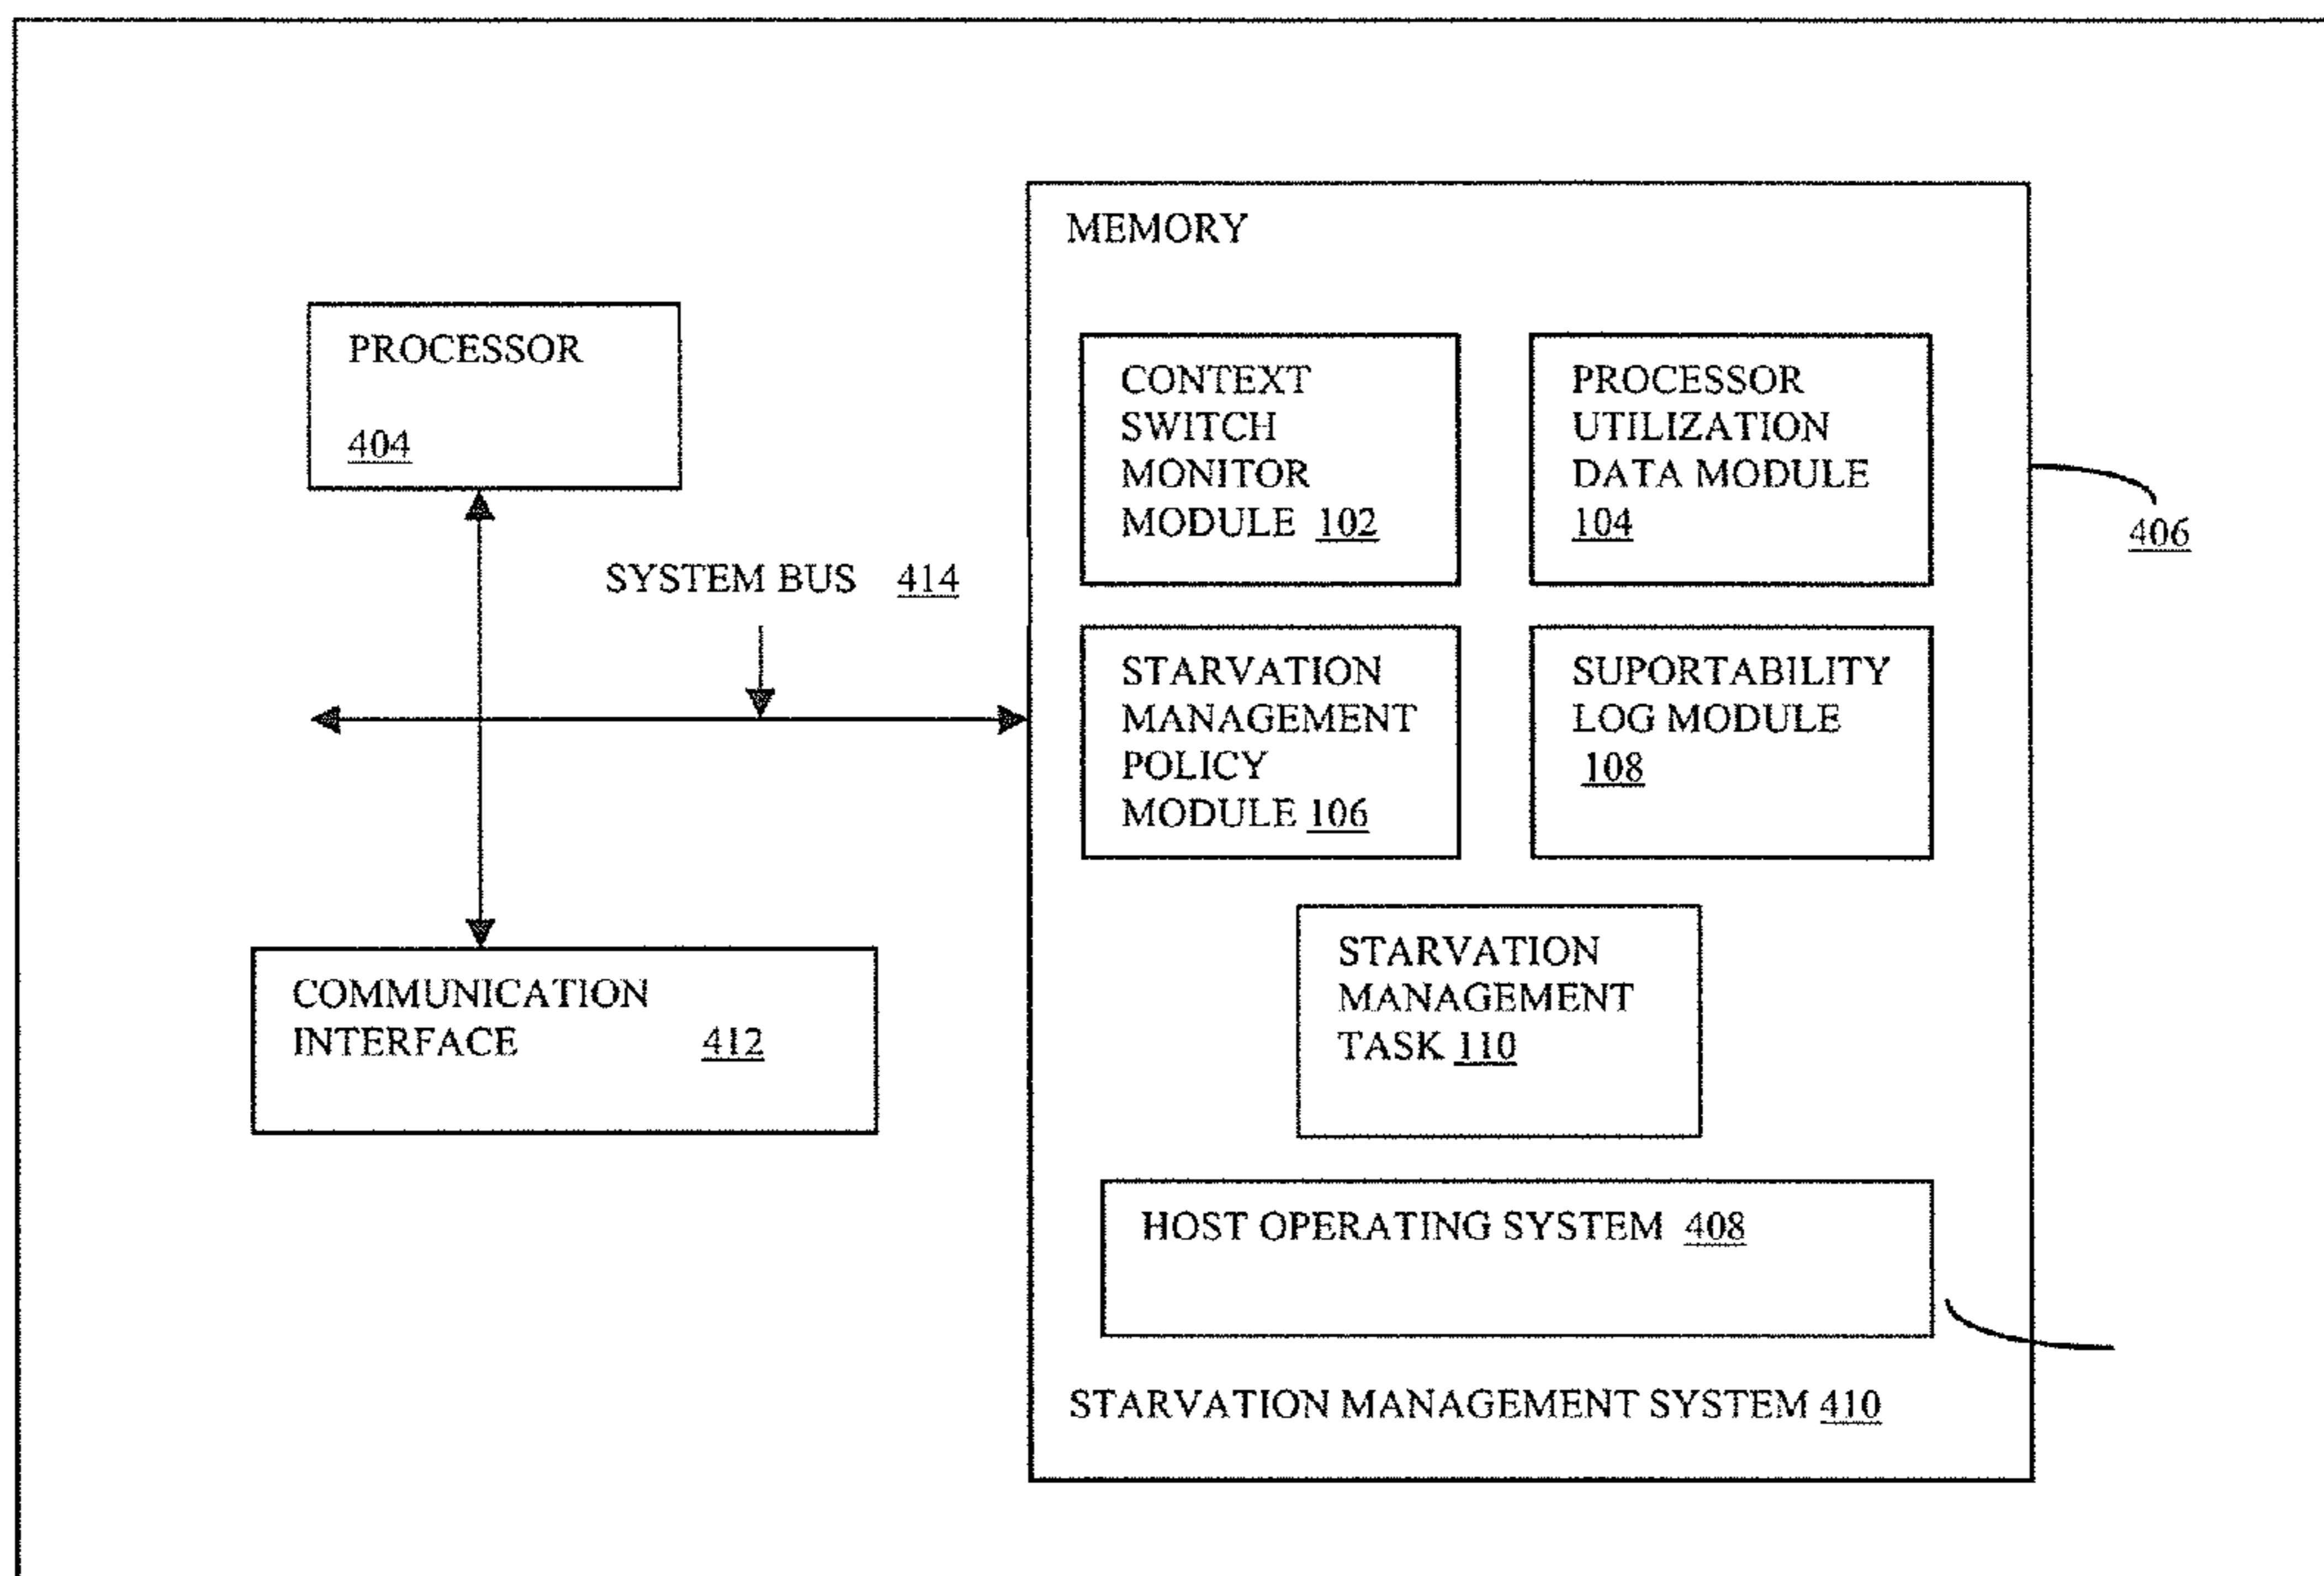 MEMORY
PROCESSOR
404
CONTEXT
SWITCH
MONITOR
MODULE 102
PROCESSOR
UTILIZATION
DATA MODULE
104
406
SYSTEM BUS 414
STARVATION
MANAGEMENT
POLICY
MODULE 106
SUPORTABILITY
LOG MODULE
108
STARVATION
MANAGEMENT
TASK 110
COMMUNICATION
INTERFACE 412
HOST OPERATING SYSTEM 408
STARVATION MANAGEMENT SYSTEM 410